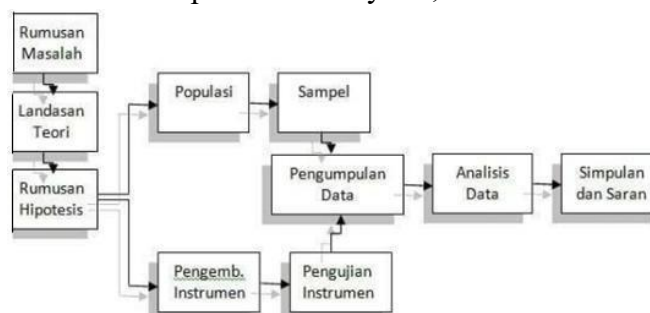 Rumusan
Masalah
Landasan
Teori
Rumusan
Hipotesis
Populasi
Sampel
Pengumpulan
Data
Analisis
Data
Simpulan
dan Saran
Pengemb.
Instrumen
Pengujian
Instrumen